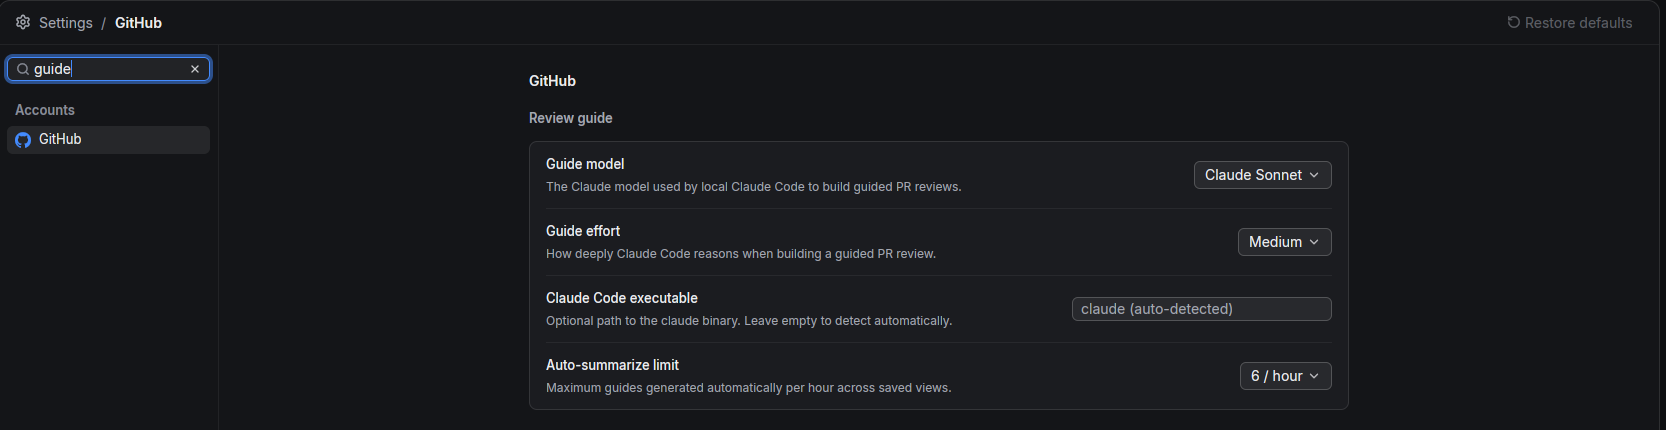 Settings / GitHub
Restore defaults
guide
Accounts
GitHub
GitHub
Review guide
Guide model
The Claude model used by local Claude Code to build guided PR reviews.
Claude Sonnet
Guide effort
How deeply Claude Code reasons when building a guided PR review.
Medium
Claude Code executable
Optional path to the claude binary. Leave empty to detect automatically.
claude (auto-detected)
Auto-summarize limit
Maximum guides generated automatically per hour across saved views.
6 / hour